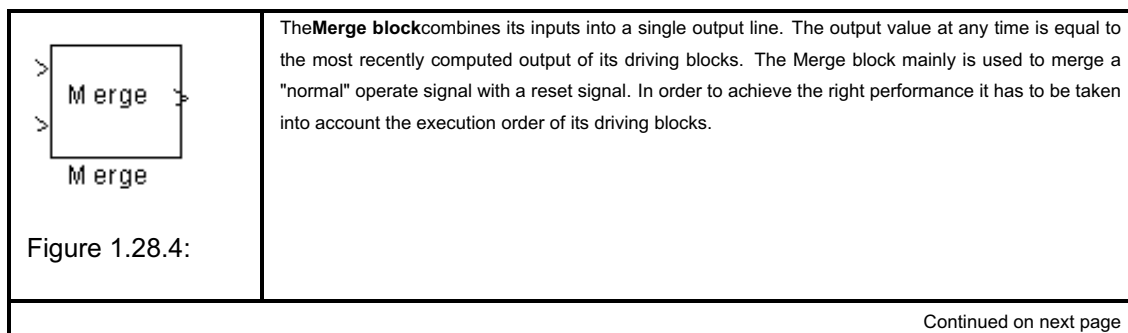 >
Merge >
>
Merge
Figure 1.28.4:
TheMerge blockcombines its inputs into a single output line. The output value at any time is equal to
the most recently computed output of its driving blocks. The Merge block mainly is used to merge a
"normal" operate signal with a reset signal. In order to achieve the right performance it has to be taken
into account the execution order of its driving blocks.
Continued on next page